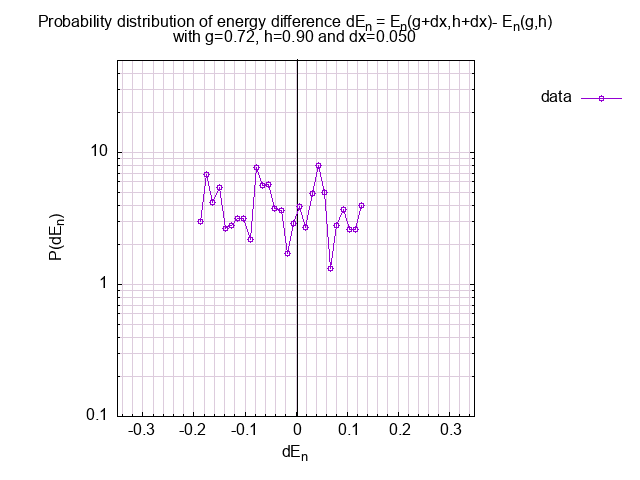 Probability distribution of energy difference dEn = En(g+dx,h+dx)- En(g,h)
with g=0.72, h=0.90 and dx=0.050
data
10
1
0.1
P(dEn)
-0.3 -0.2 -0.1 0 0.1 0.2 0.3
dEn